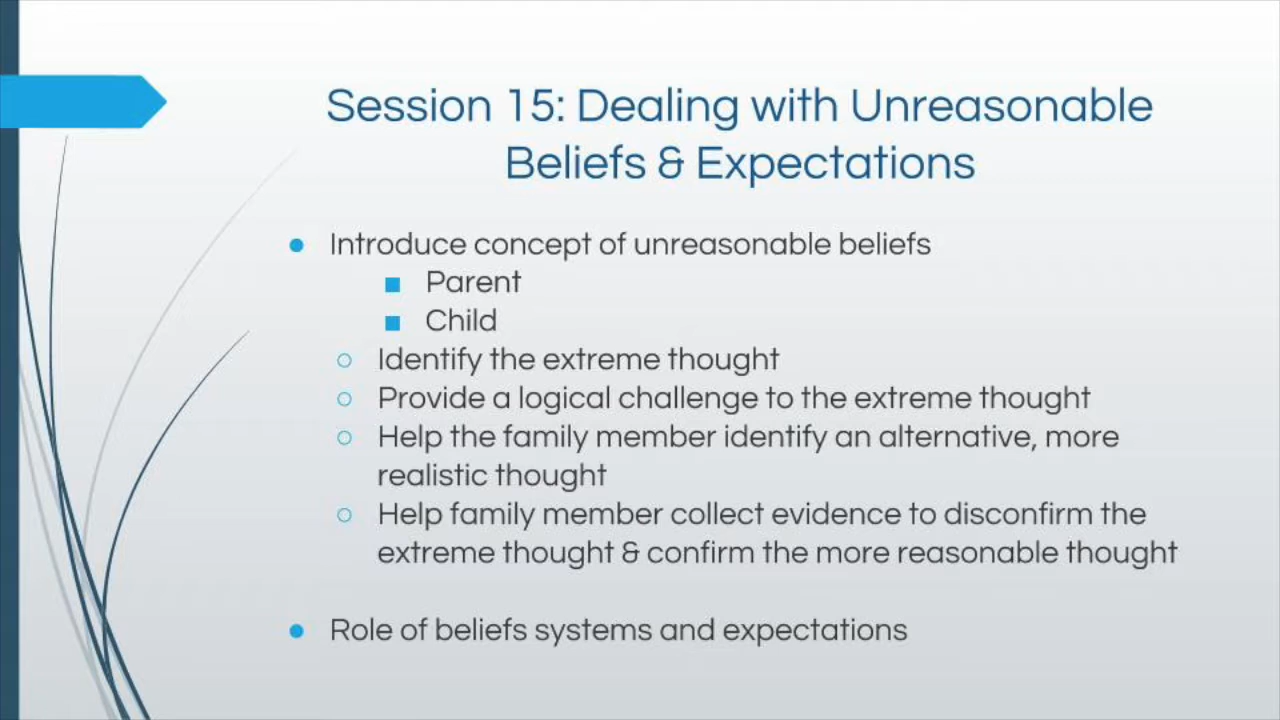 Session 15: Dealing with Unreasonable
Beliefs & Expectations
Introduce concept of unreasonable beliefs
Parent
Child
Identify the extreme thought
Provide a logical challenge to the extreme thought
Help the family member identify an alternative, more
realistic thought
Help family member collect evidence to disconfirm the
extreme thought & confirm the more reasonable thought
Role of beliefs systems and expectations